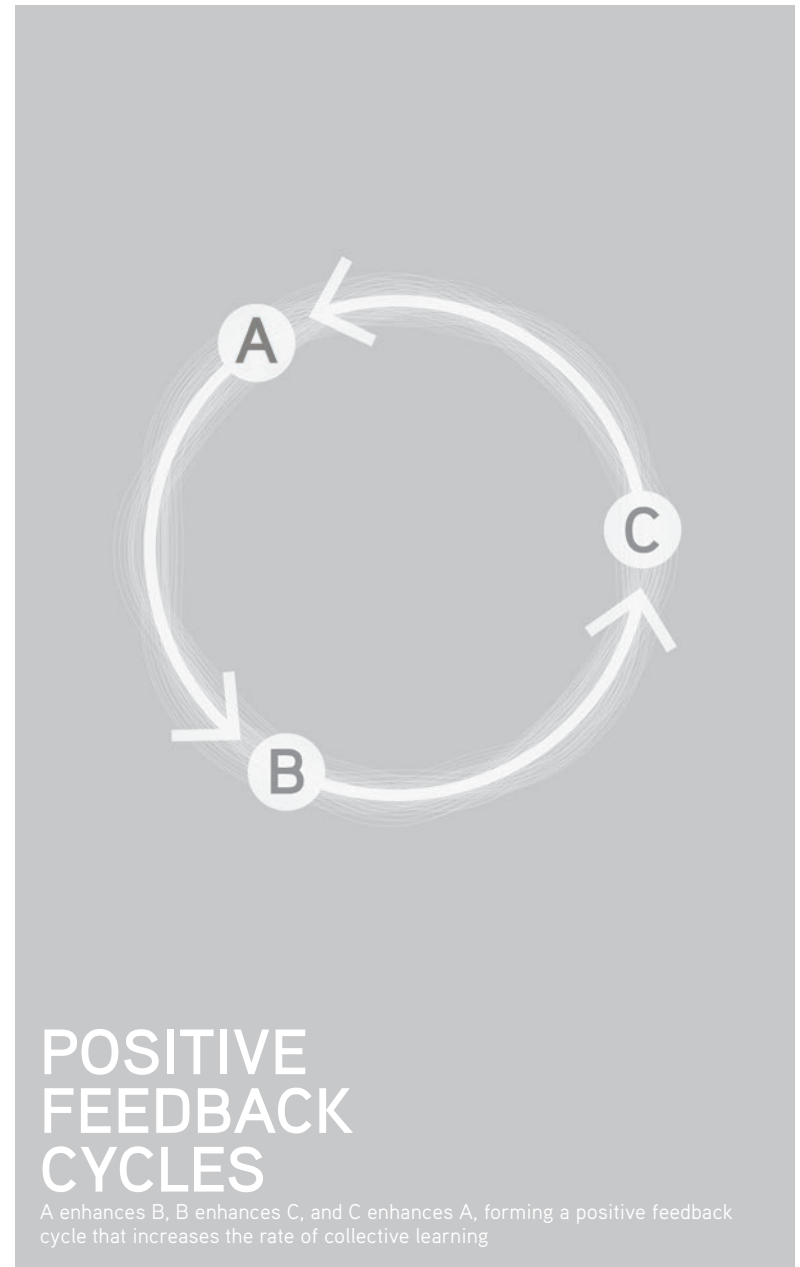 A
C
B
POSITIVE
FEEDBACK
CYCLES
A enhances B, B enhances C, and C enhances A, forming a positive feedback
cycle that increases the rate of collective learning